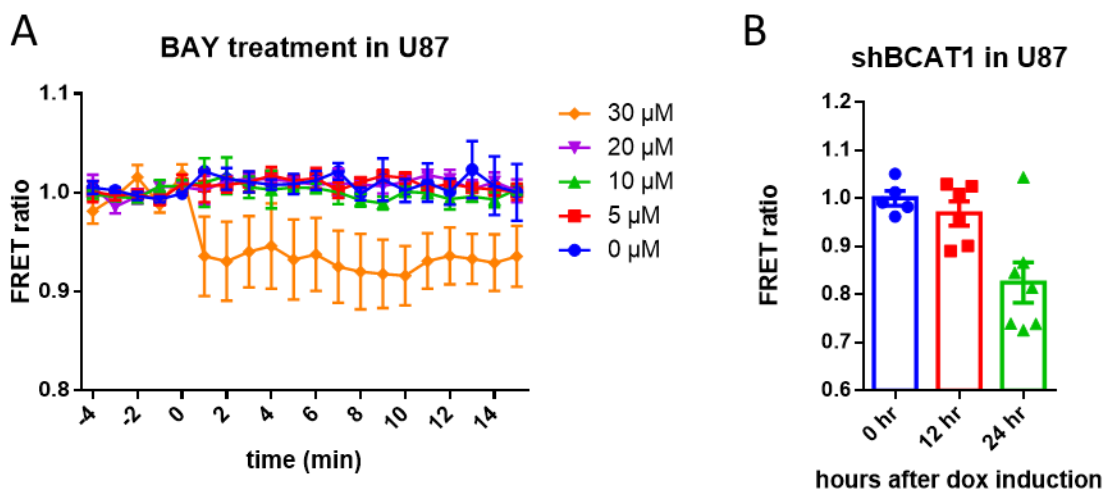 A
BAY treatment in U87
FRET ratio
1.1
1.0
0.9
0.8
-4
-2
0
2
4
6
8
10
12
14
time (min)
30 µM
20 µM
10 µM
5 µM
0 µM
B
shBCAT1 in U87
FRET ratio
1.2
1.1
1.0
0.9
0.8
0.7
0.6
0 hr
12 hr
24 hr
hours after dox induction